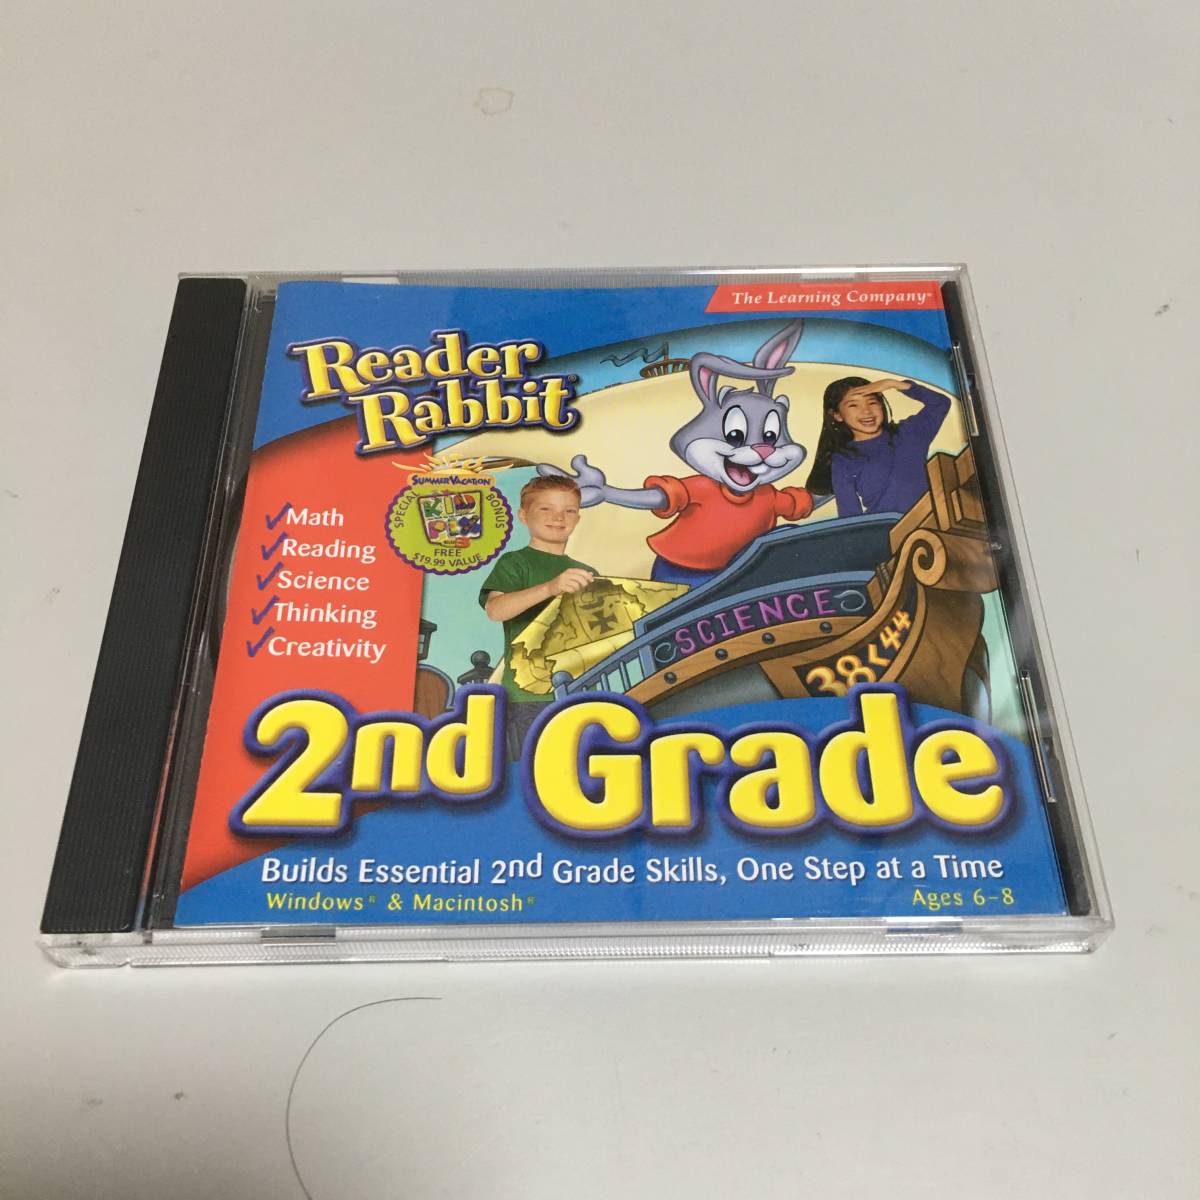 The Learning Company®
Reader
Rabbit®
Math
Reading
Science
Thinking
Creativity
SUMMER VACATION
SPECIAL BONUS
KID
PIX
FREE
$19.99 VALUE
SCIENCE
38<44
2nd Grade
Builds Essential 2nd Grade Skills, One Step at a Time
Windows® & Macintosh®
Ages 6-8